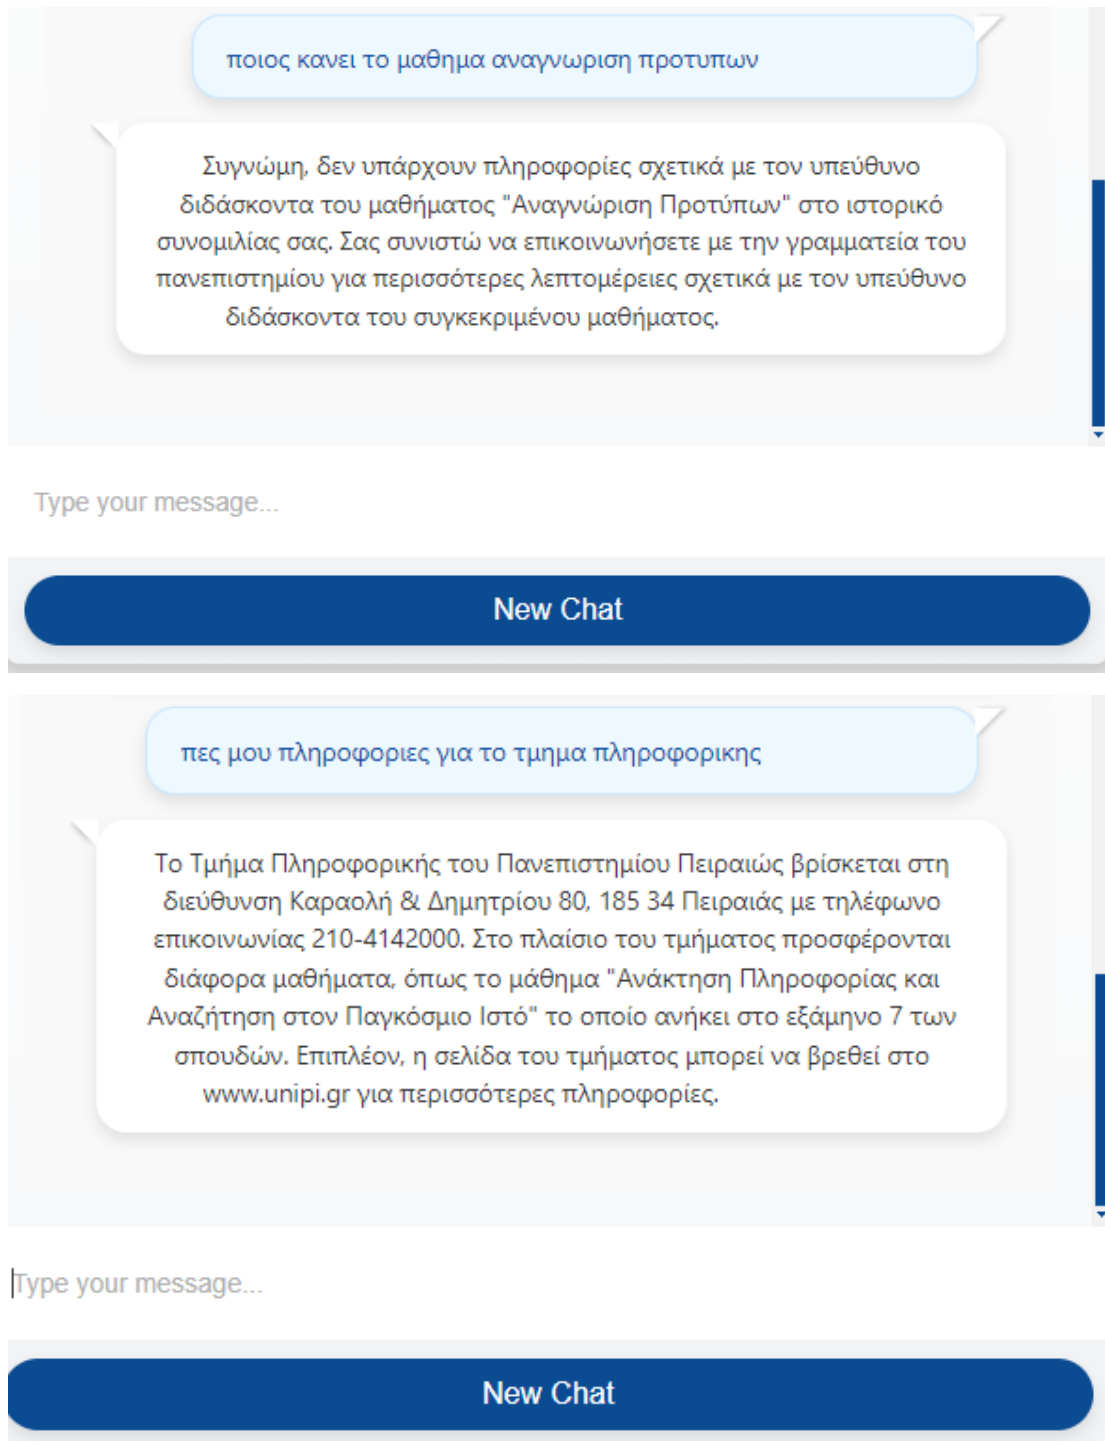 ποιος κανει το μαθημα αναγνωριση προτυπων
Συγνώμη, δεν υπάρχουν πληροφορίες σχετικά με τον υπεύθυνο
διδάσκοντα του μαθήματος "Αναγνώριση Προτύπων" στο ιστορικό
συνομιλίας σας. Σας συνιστώ να επικοινωνήσετε με την γραμματεία του
πανεπιστημίου για περισσότερες λεπτομέρειες σχετικά με τον υπεύθυνο
διδάσκοντα του συγκεκριμένου μαθήματος.
Type your message...
New Chat
πες μου πληροφοριες για το τμημα πληροφορικης
Το Τμήμα Πληροφορικής του Πανεπιστημίου Πειραιώς βρίσκεται στη
διεύθυνση Καραολή & Δημητρίου 80, 185 34 Πειραιάς με τηλέφωνο
επικοινωνίας 210-4142000. Στο πλαίσιο του τμήματος προσφέρονται
διάφορα μαθήματα, όπως το μάθημα "Ανάκτηση Πληροφορίας και
Αναζήτηση στον Παγκόσμιο Ιστό" το οποίο ανήκει στο εξάμηνο 7 των
σπουδών. Επιπλέον, η σελίδα του τμήματος μπορεί να βρεθεί στο
www.unipi.gr για περισσότερες πληροφορίες.
Type your message...
New Chat